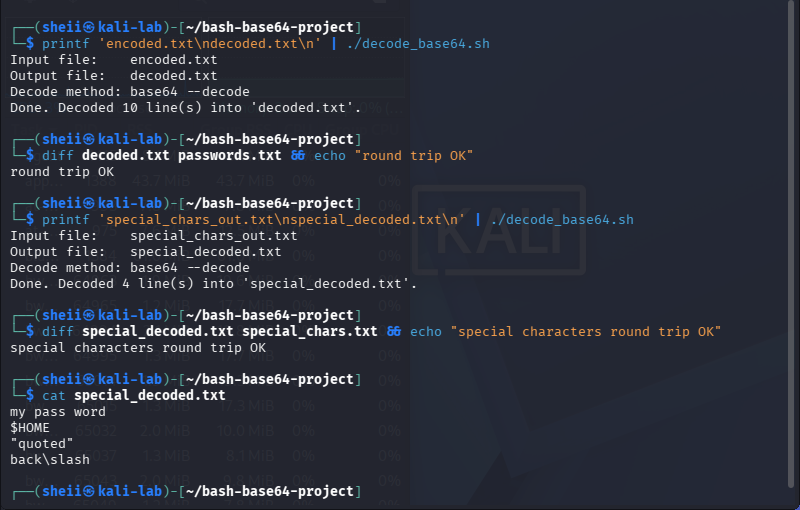 ┌──(sheii㉿kali-lab)-[~/bash-base64-project]
└─$ printf 'encoded.txt\ndecoded.txt\n' | ./decode_base64.sh
Input file:    encoded.txt
Output file:   decoded.txt
Decode method: base64 --decode
Done. Decoded 10 line(s) into 'decoded.txt'.
┌──(sheii㉿kali-lab)-[~/bash-base64-project]
└─$ diff decoded.txt passwords.txt && echo "round trip OK"
round trip OK
┌──(sheii㉿kali-lab)-[~/bash-base64-project]
└─$ printf 'special_chars_out.txt\nspecial_decoded.txt\n' | ./decode_base64.sh
Input file:    special_chars_out.txt
Output file:   special_decoded.txt
Decode method: base64 --decode
Done. Decoded 4 line(s) into 'special_decoded.txt'.
┌──(sheii㉿kali-lab)-[~/bash-base64-project]
└─$ diff special_decoded.txt special_chars.txt && echo "special characters round trip OK"
special characters round trip OK
┌──(sheii㉿kali-lab)-[~/bash-base64-project]
└─$ cat special_decoded.txt
my pass word
$HOME
"quoted"
back\slash
┌──(sheii㉿kali-lab)-[~/bash-base64-project]
KALI